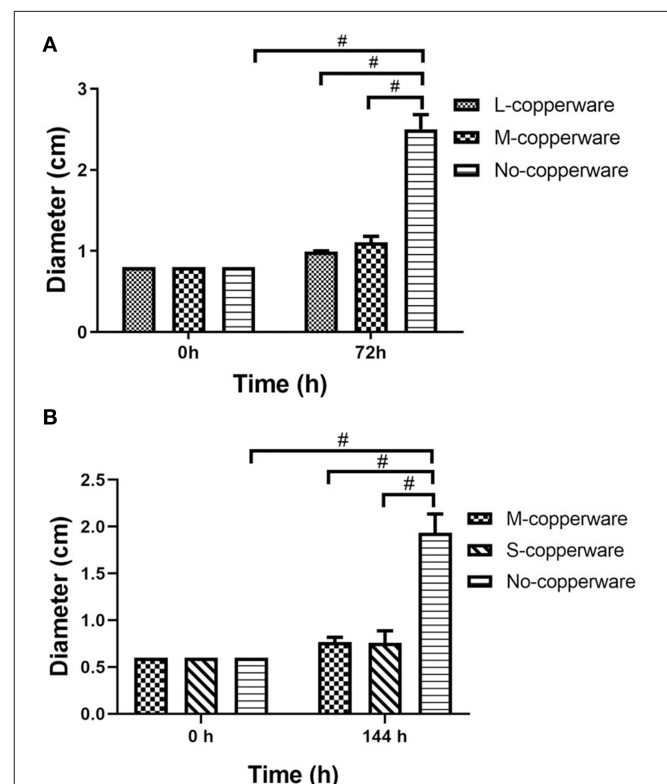 A
#
#
#
3
2
1
0
Diameter (cm)
L-copperware
M-copperware
No-copperware
0h 72h
Time (h)
B
#
#
#
2.5
2.0
1.5
1.0
0.5
0.0
Diameter (cm)
M-copperware
S-copperware
No-copperware
0 h 144 h
Time (h)